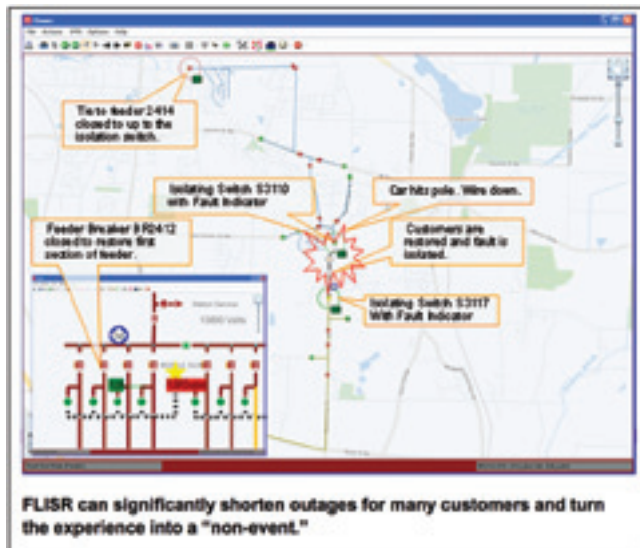 Tie to feeder 2414
closed to up to the
isolation switch.
Isolating Switch S3110
with Fault Indicator
Car hits pole. Wire down.
Feeder Breaker BR2412
closed to restore first
section of feeder.
Customers are
restored and fault is
isolated.
Isolating Switch S3117
With Fault Indicator
Station Service
FLISR can significantly shorten outages for many customers and turn
the experience into a “non-event.”